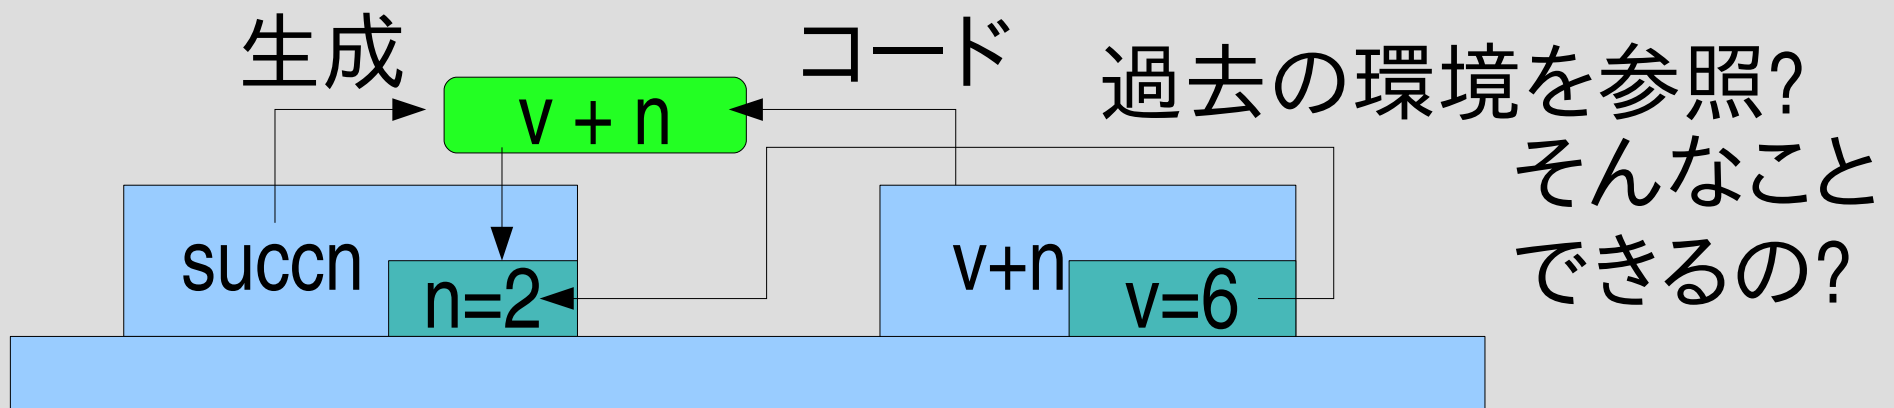 生成
コード
過去の環境を参照?
そんなこと
できるの?
v + n
succn
n=2
v+n
v=6